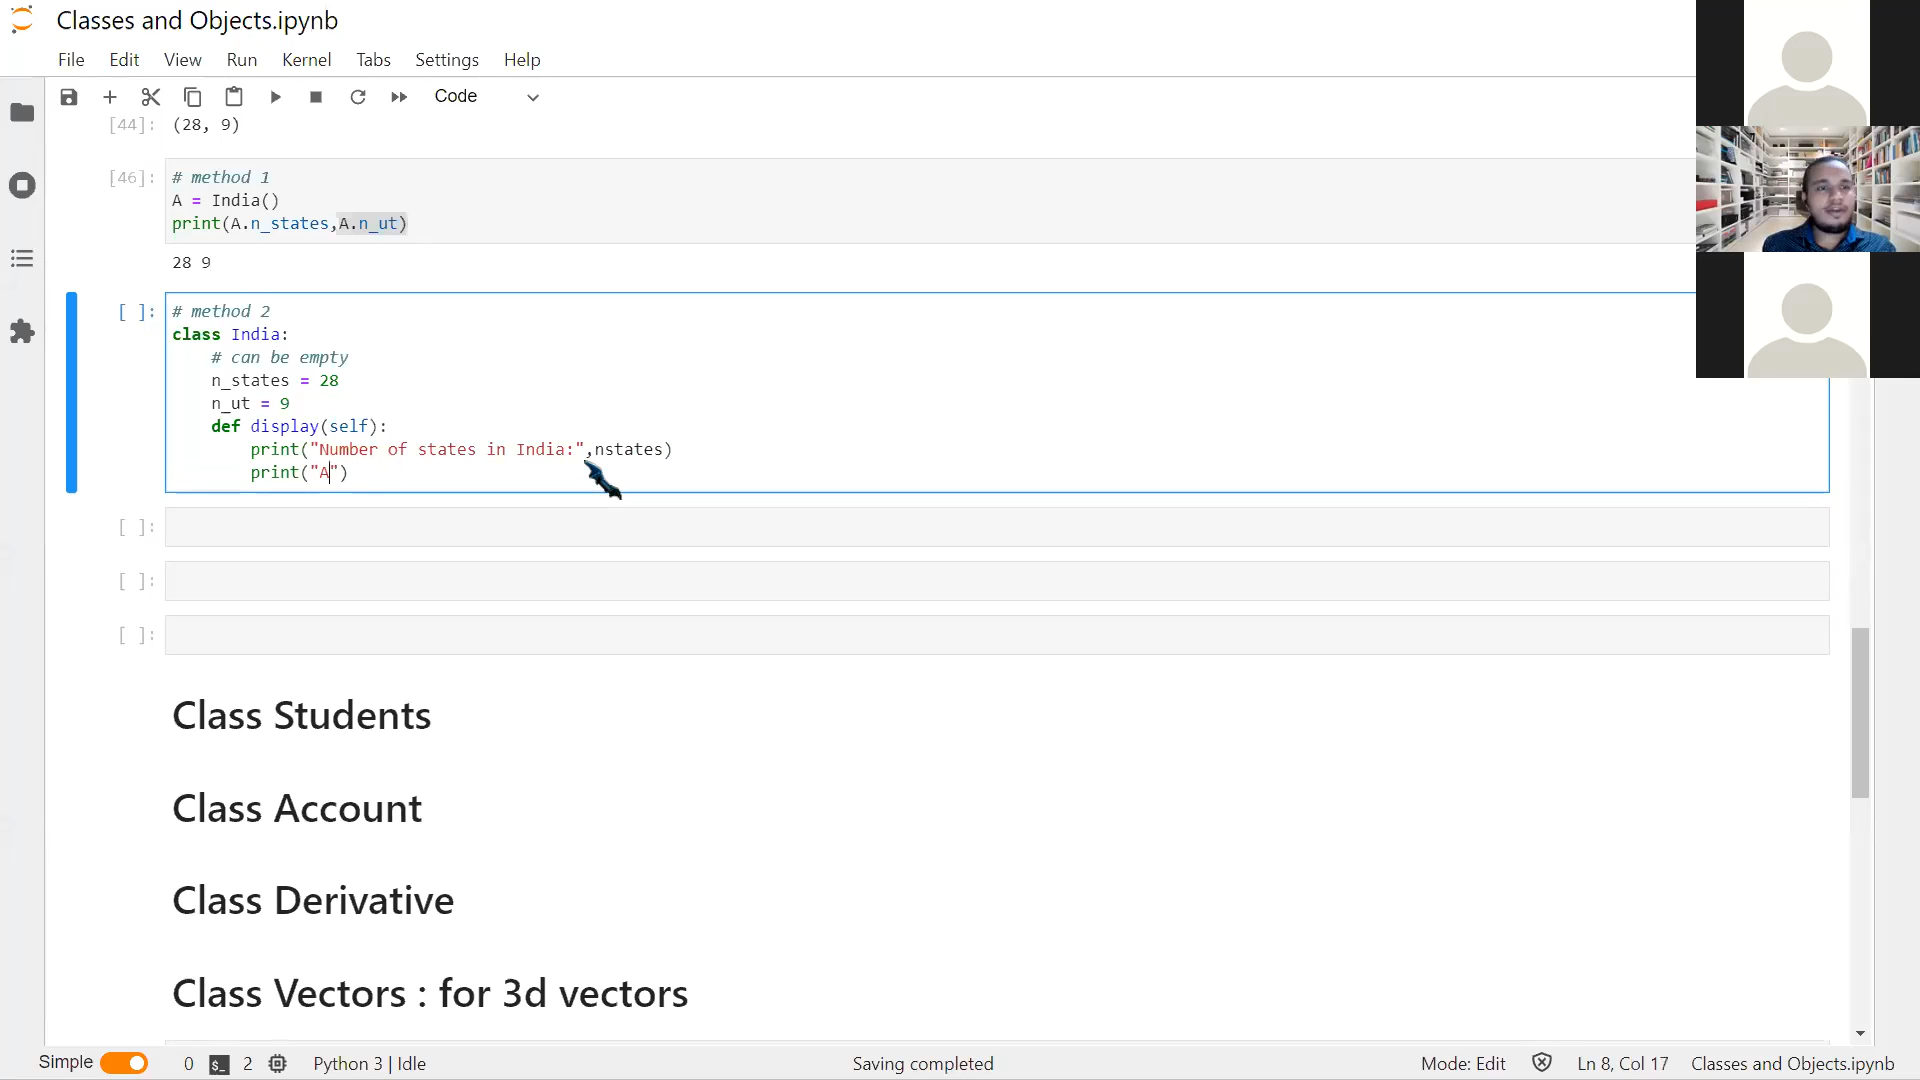 Classes and Objects.ipynb
File Edit View Run Kernel Tabs Settings Help
Code
[44]: (28, 9)
[46]: # method 1
A = India()
print(A.n_states,A.n_ut)
28 9
[ ]: # method 2
class India:
    # can be empty
    n_states = 28
    n_ut = 9
    def display(self):
        print("Number of states in India:",nstates)
        print("A")
[ ]:
[ ]:
[ ]:
Class Students
Class Account
Class Derivative
Class Vectors : for 3d vectors
Simple 0 $_ 2 Python 3 | Idle Saving completed Mode: Edit Ln 8, Col 17 Classes and Objects.ipynb